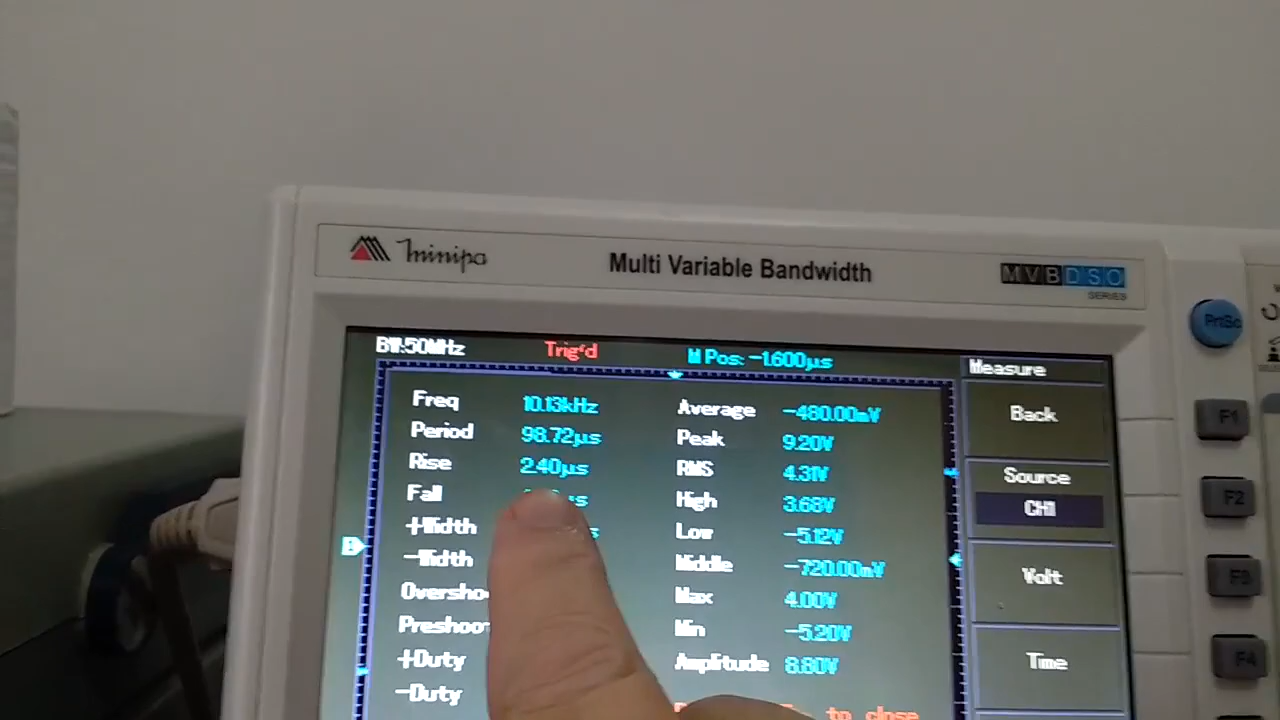 Minipa
Multi Variable Bandwidth
MVBDSO
SERIES
PrtSc
BW:50MHz
Trig'd
M Pos: -1.600µs
Measure
Freq 10.13kHz
Average -480.00mV
Back
F1
Period 98.72µs
Peak 9.20V
Rise 2.40µs
RMS 4.31V
Source
CH1
F2
Fall
High 3.68V
+Width
Low -5.12V
-Width
Middle -720.00mV
Volt
F3
Max 4.00V
Min -5.20V
+Duty
Amplitude 8.80V
Time
F4
-Duty
to close